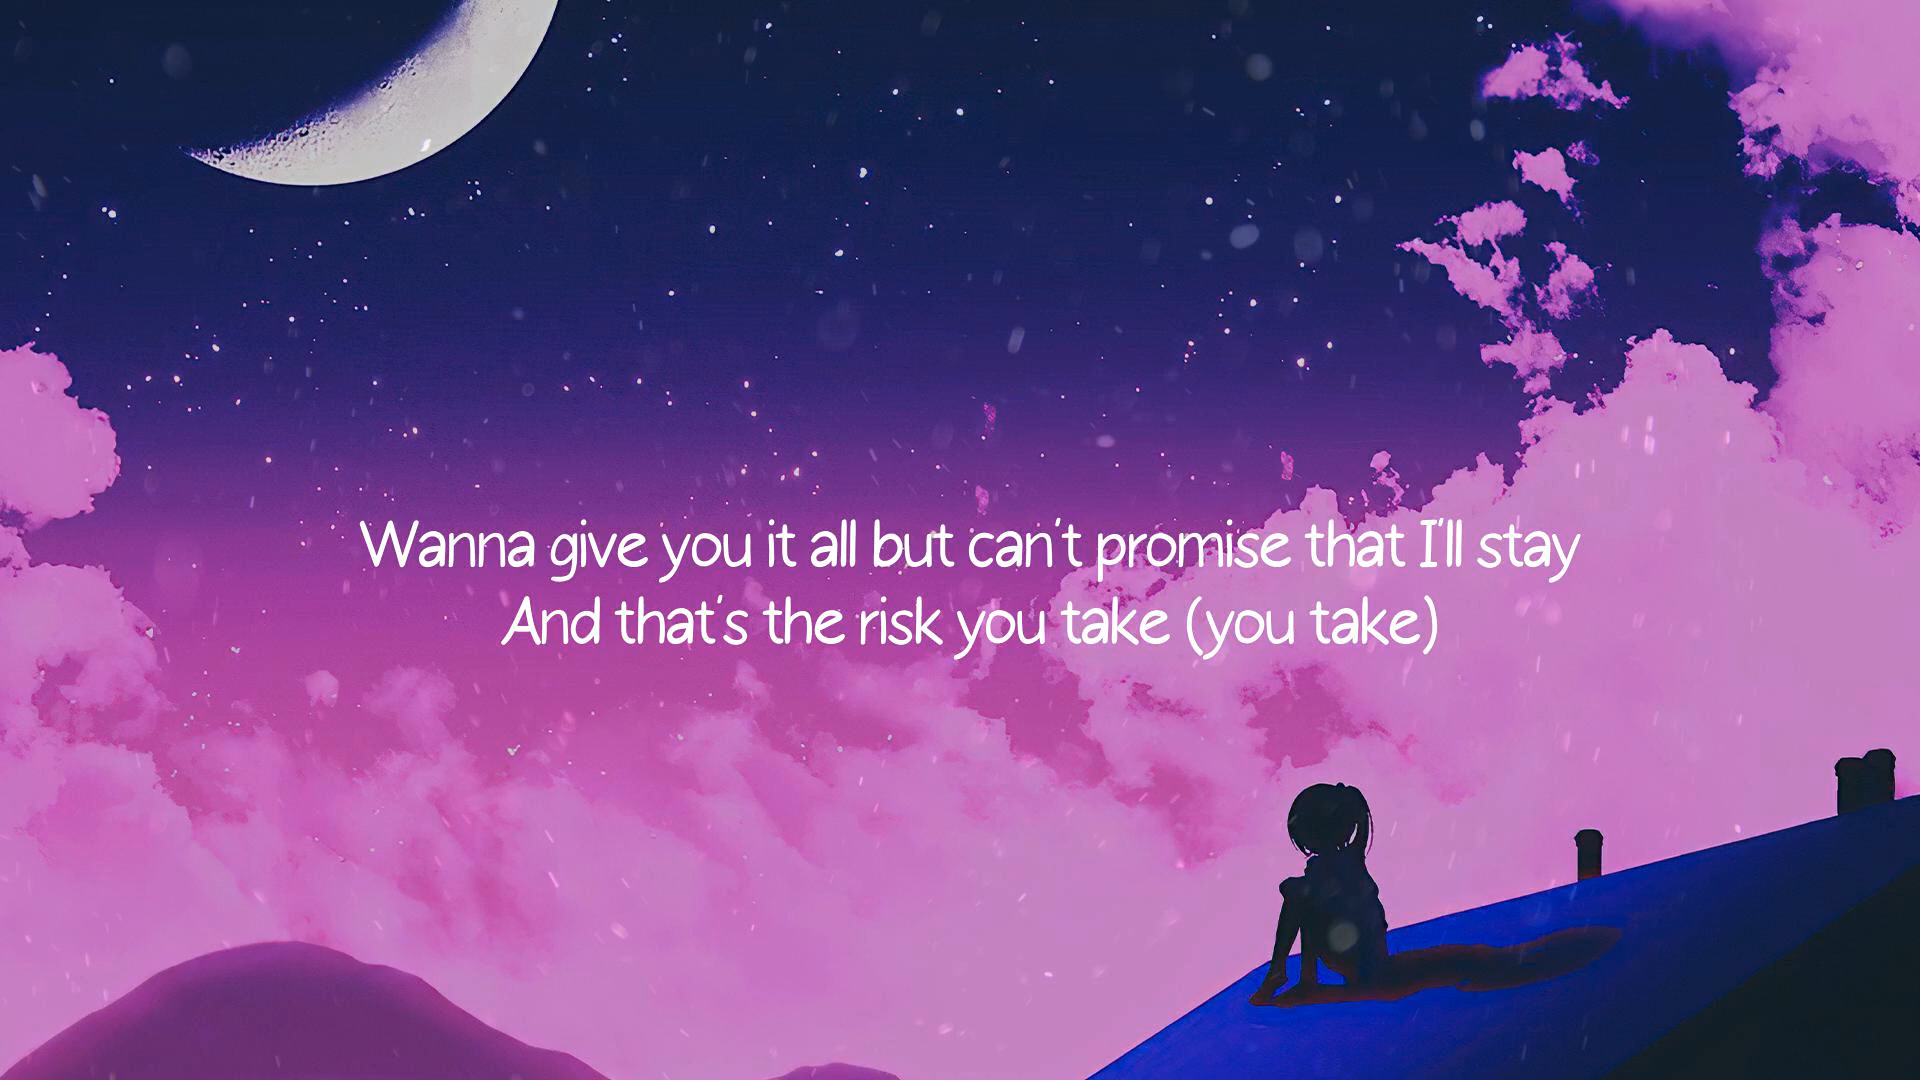 Wanna give you it all but can't promise that I'll stay
And that's the risk you take (you take)